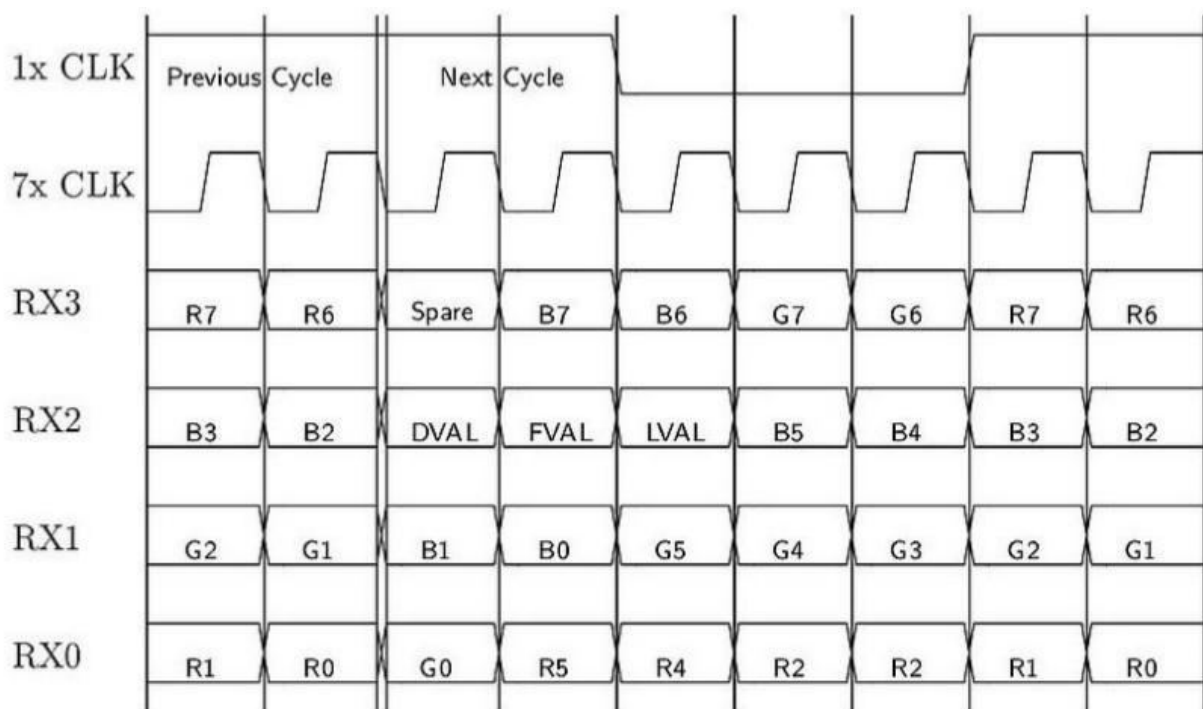 1x CLK Previous Cycle Next Cycle
7x CLK
RX3 R7 R6 Spare B7 B6 G7 G6 R7 R6
RX2 B3 B2 DVAL FVAL LVAL B5 B4 B3 B2
RX1 G2 G1 B1 B0 G5 G4 G3 G2 G1
RX0 R1 R0 G0 R5 R4 R2 R2 R1 R0